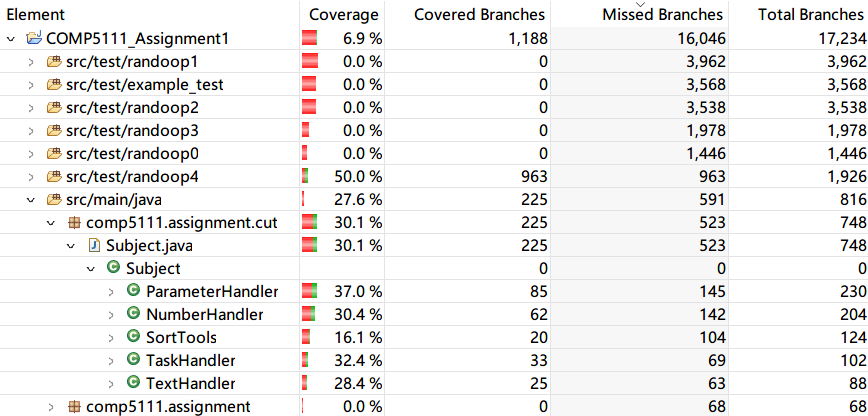 Element Coverage Covered Branches Missed Branches Total Branches
COMP5111_Assignment1 6.9 % 1,188 16,046 17,234
src/test/randoop1 0.0 % 0 3,962 3,962
src/test/example_test 0.0 % 0 3,568 3,568
src/test/randoop2 0.0 % 0 3,538 3,538
src/test/randoop3 0.0 % 0 1,978 1,978
src/test/randoop0 0.0 % 0 1,446 1,446
src/test/randoop4 50.0 % 963 963 1,926
src/main/java 27.6 % 225 591 816
comp5111.assignment.cut 30.1 % 225 523 748
Subject.java 30.1 % 225 523 748
Subject 0 0 0
ParameterHandler 37.0 % 85 145 230
NumberHandler 30.4 % 62 142 204
SortTools 16.1 % 20 104 124
TaskHandler 32.4 % 33 69 102
TextHandler 28.4 % 25 63 88
comp5111.assignment 0.0 % 0 68 68